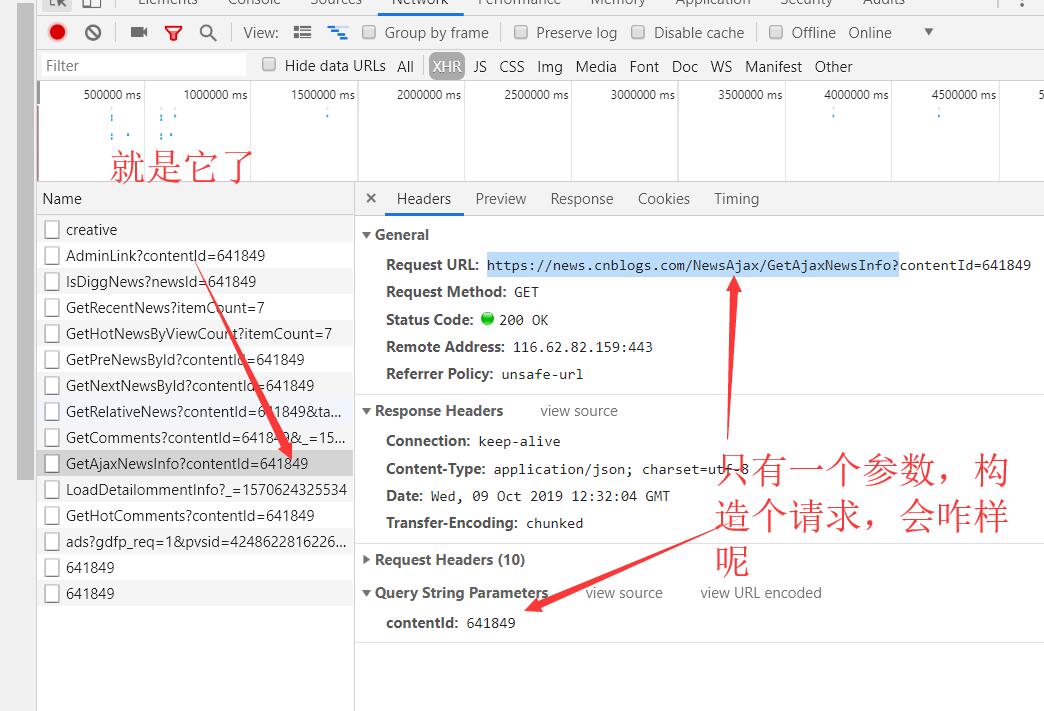 Elements Console Sources Network Performance Memory Application Security Audits
View: Group by frame Preserve log Disable cache Offline Online
Filter Hide data URLs All XHR JS CSS Img Media Font Doc WS Manifest Other
500000 ms 1000000 ms 1500000 ms 2000000 ms 2500000 ms 3000000 ms 3500000 ms 4000000 ms 4500000 ms 5
就是它了
Name
creative
AdminLink?contentId=641849
IsDiggNews?newsId=641849
GetRecentNews?itemCount=7
GetHotNewsByViewCount?itemCount=7
GetPreNewsById?contentId=641849
GetNextNewsById?contentId=641849
GetRelativeNews?contentId=641849&ta...
GetComments?contentId=641849&_=15...
GetAjaxNewsInfo?contentId=641849
LoadDetailommentInfo?_=1570624325534
GetHotComments?contentId=641849
ads?gdfp_req=1&pvsid=4248622816226...
641849
641849
× Headers Preview Response Cookies Timing
General
Request URL: https://news.cnblogs.com/NewsAjax/GetAjaxNewsInfo?contentId=641849
Request Method: GET
Status Code: 200 OK
Remote Address: 116.62.82.159:443
Referrer Policy: unsafe-url
Response Headers view source
Connection: keep-alive
Content-Type: application/json; charset=utf-8
Date: Wed, 09 Oct 2019 12:32:04 GMT
Transfer-Encoding: chunked
Request Headers (10)
Query String Parameters view source view URL encoded
contentId: 641849
只有一个参数，构
造个请求，会咋样
呢